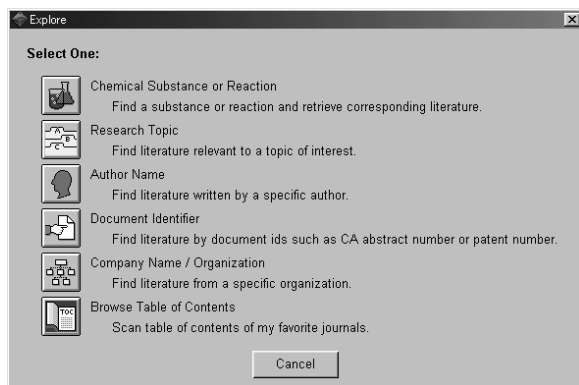 Explore
Select One:
Chemical Substance or Reaction
Find a substance or reaction and retrieve corresponding literature.
Research Topic
Find literature relevant to a topic of interest.
Author Name
Find literature written by a specific author.
Document Identifier
Find literature by document ids such as CA abstract number or patent number.
Company Name / Organization
Find literature from a specific organization.
Browse Table of Contents
TOC
Scan table of contents of my favorite journals.
Cancel